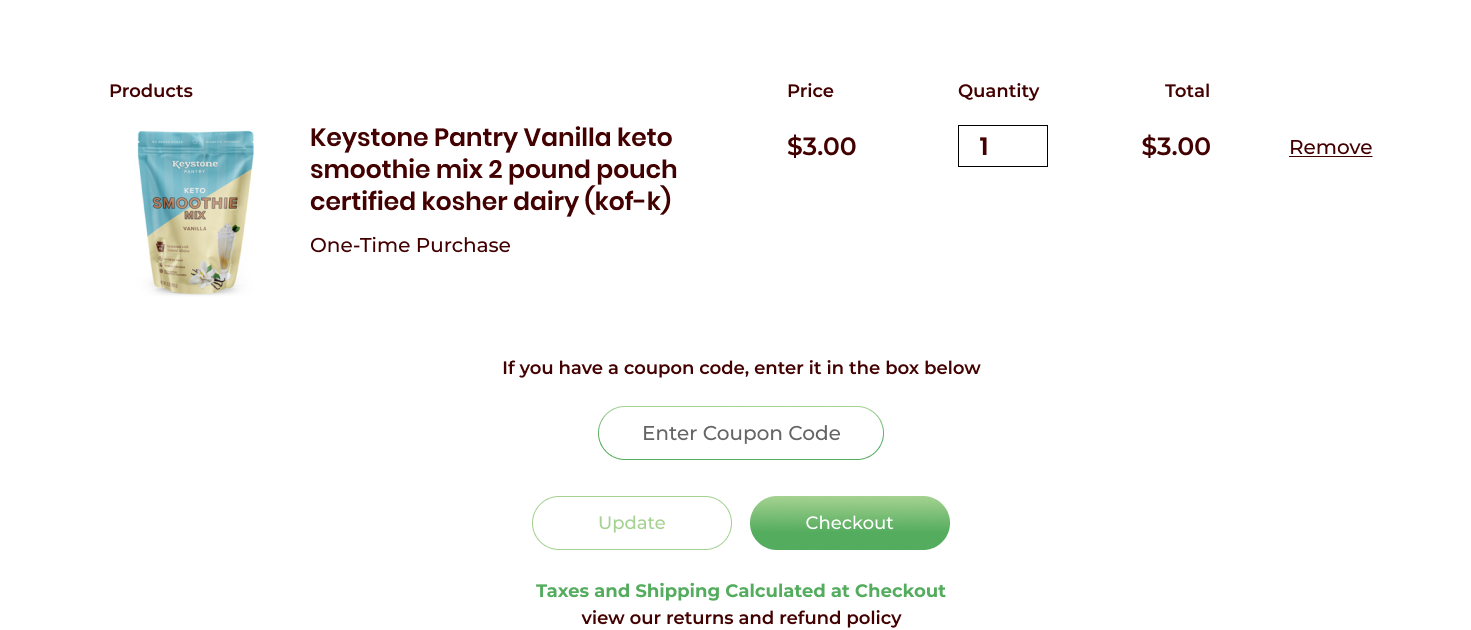 Products Price Quantity Total
Keystone Pantry Vanilla keto
smoothie mix 2 pound pouch
certified kosher dairy (kof-k)
$3.00 1 $3.00 Remove
One-Time Purchase
Keystone
PANTRY
KETO
SMOOTHIE
MIX
VANILLA
If you have a coupon code, enter it in the box below
Enter Coupon Code
Update Checkout
Taxes and Shipping Calculated at Checkout
view our returns and refund policy